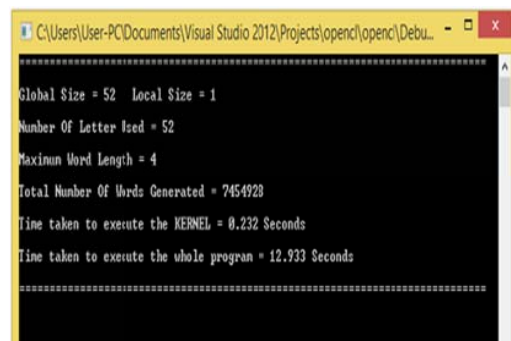 C:\Users\User-PC\Documents\Visual Studio 2012\Projects\opencl\opencl\Debu...
Global Size = 52 Local Size = 1
Number Of Letter Used = 52
Maximum Word Length = 4
Total Number Of Words Generated = 7454928
Time taken to execute the KERNEL = 0.232 Seconds
Time taken to execute the whole program = 12.933 Seconds